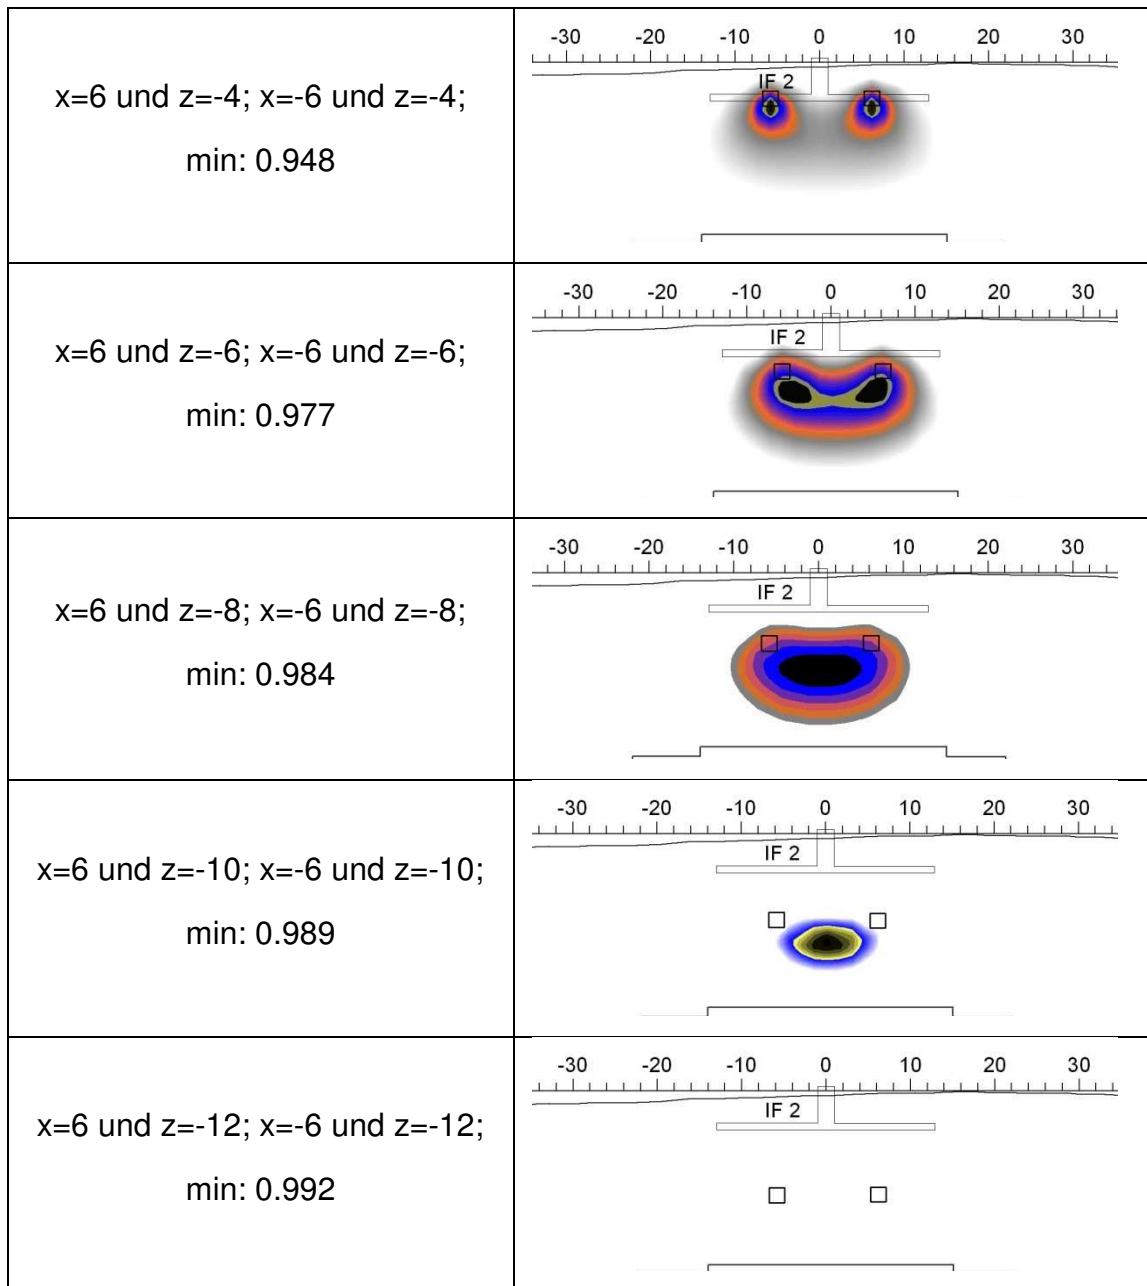 x=6 und z=-4; x=-6 und z=-4;
min: 0.948
-30 -20 -10 0 10 20 30
IF 2
x=6 und z=-6; x=-6 und z=-6;
min: 0.977
-30 -20 -10 0 10 20 30
IF 2
x=6 und z=-8; x=-6 und z=-8;
min: 0.984
-30 -20 -10 0 10 20 30
IF 2
x=6 und z=-10; x=-6 und z=-10;
min: 0.989
-30 -20 -10 0 10 20 30
IF 2
x=6 und z=-12; x=-6 und z=-12;
min: 0.992
-30 -20 -10 0 10 20 30
IF 2